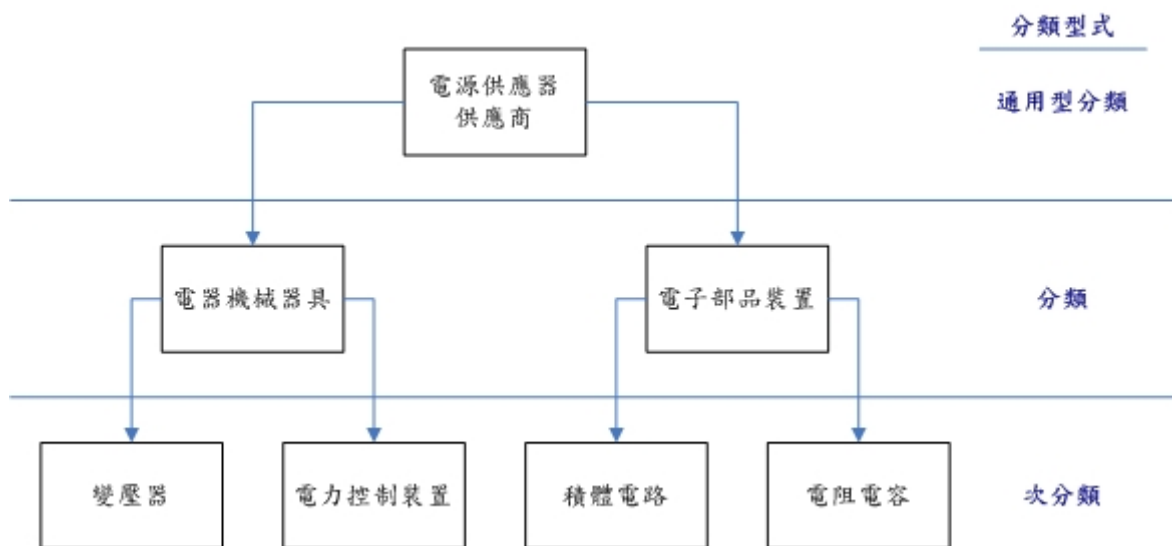 分類型式
電源供應器
供應商
通用型分類
電器機械器具
電子部品裝置
分類
變壓器
電力控制裝置
積體電路
電阻電容
次分類